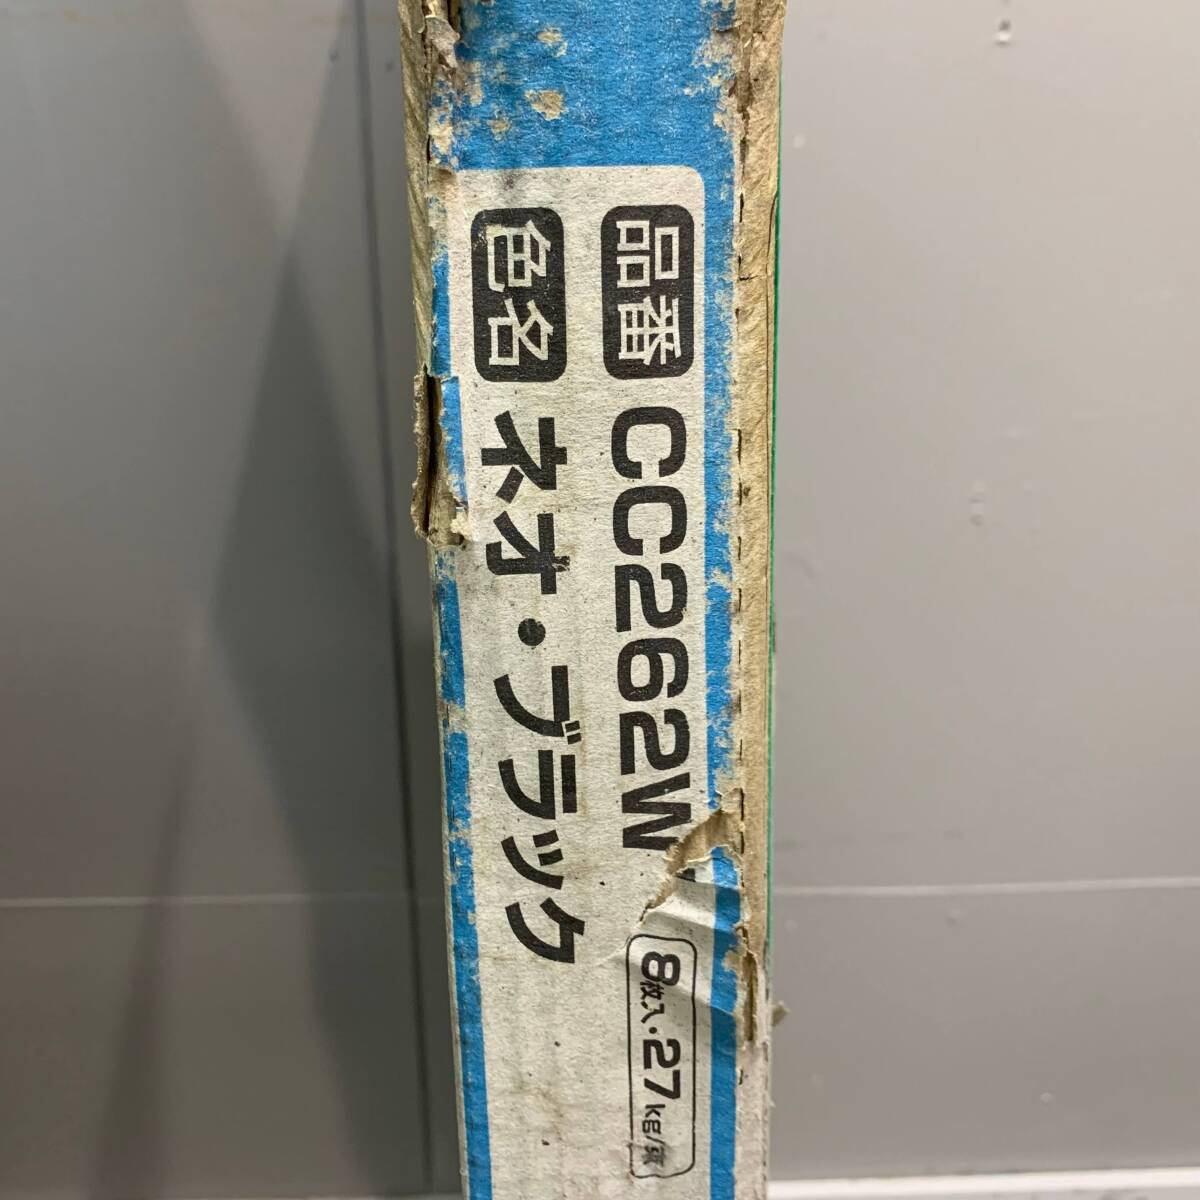 品番 CC262W
8枚入・27kg/束
色名 ネオ・ブラック